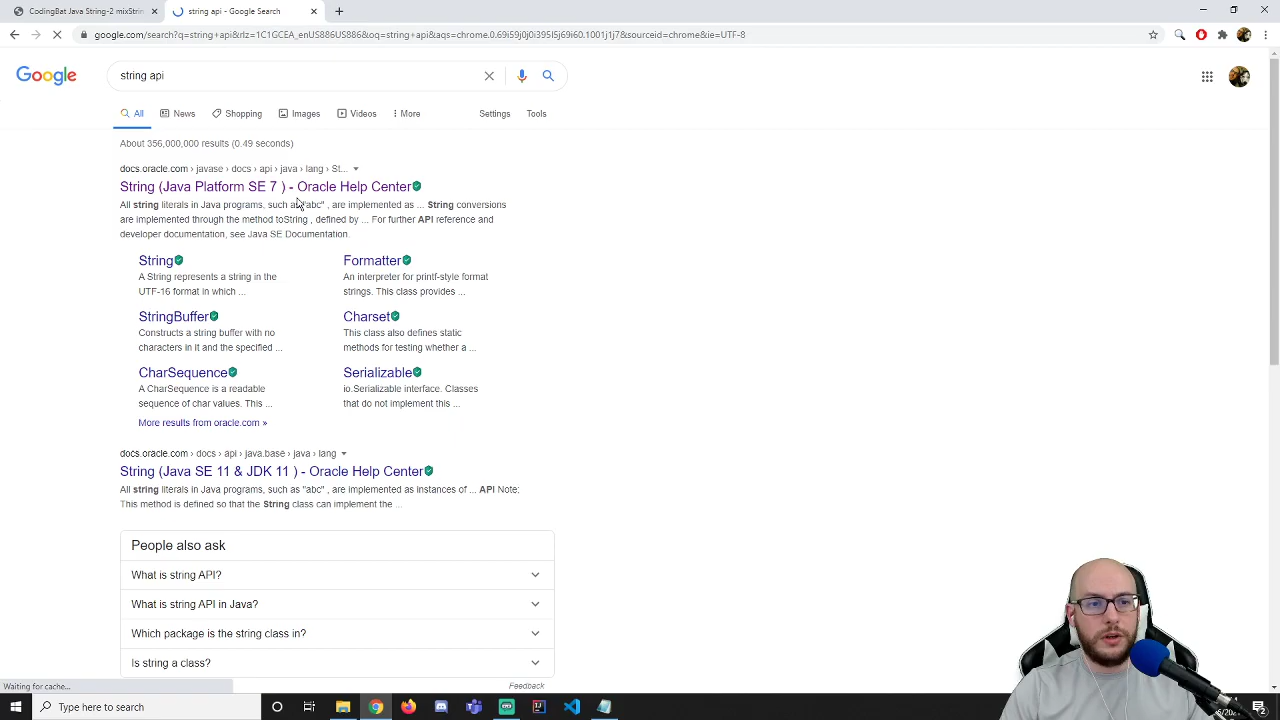 CodingBat Java String-2 mixStrin
string api - Google Search
google.com/search?q=string+api&rlz=1C1GCEA_enUS886US886&oq=string+api&aqs=chrome.0.69i59j0j0i395l5j69i60.1001j1j7&sourceid=chrome&ie=UTF-8
Google
string api
All
News
Shopping
Images
Videos
More
Settings
Tools
About 356,000,000 results (0.49 seconds)
docs.oracle.com › javase › docs › api › java › lang › St...
String (Java Platform SE 7 ) - Oracle Help Center
All string literals in Java programs, such as "abc" , are implemented as ... String conversions
are implemented through the method toString , defined by ... For further API reference and
developer documentation, see Java SE Documentation.
String
A String represents a string in the
UTF-16 format in which ...
Formatter
An interpreter for printf-style format
strings. This class provides ...
StringBuffer
Constructs a string buffer with no
characters in it and the specified ...
Charset
This class also defines static
methods for testing whether a ...
CharSequence
A CharSequence is a readable
sequence of char values. This ...
Serializable
io.Serializable interface. Classes
that do not implement this ...
More results from oracle.com »
docs.oracle.com › docs › api › java.base › java › lang
String (Java SE 11 & JDK 11 ) - Oracle Help Center
All string literals in Java programs, such as "abc" , are implemented as instances of ... API Note:
This method is defined so that the String class can implement the ...
People also ask
What is string API?
What is string API in Java?
Which package is the string class in?
Is string a class?
Feedback
Waiting for cache...
Type here to search